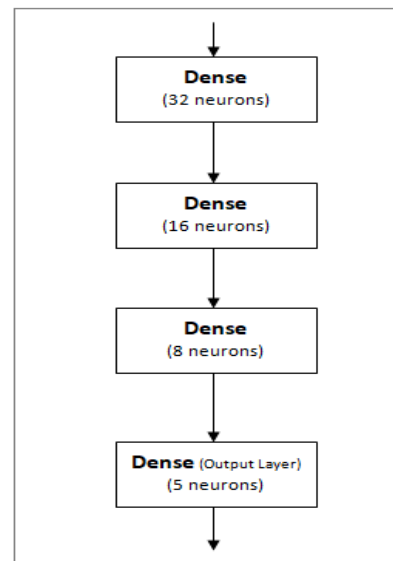 Dense
(32 neurons)
Dense
(16 neurons)
Dense
(8 neurons)
Dense (Output Layer)
(5 neurons)